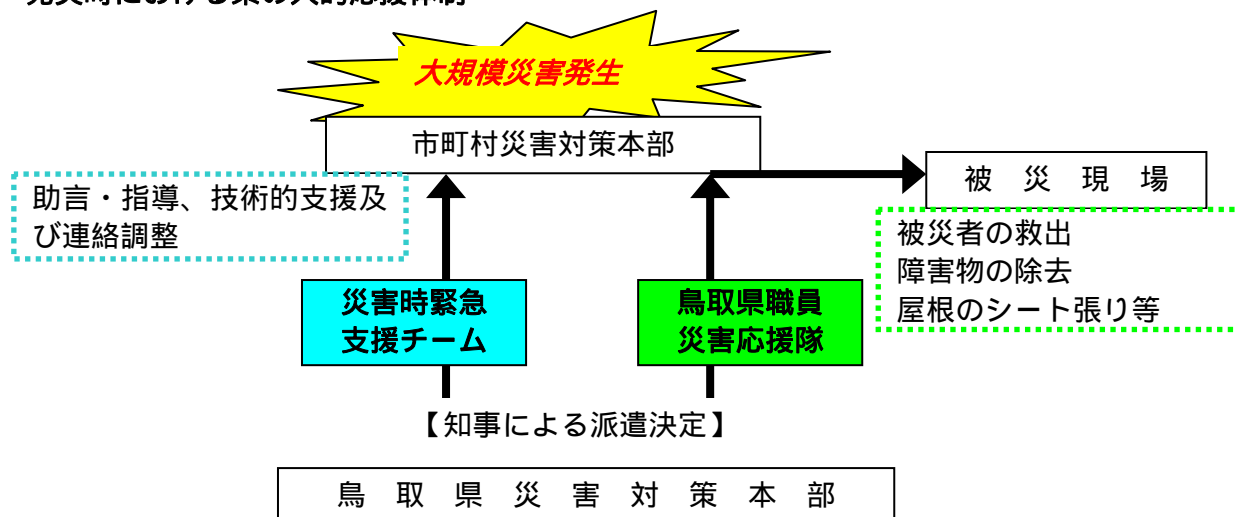 大規模災害発生
市町村災害対策本部
助言・指導、技術的支援及
び連絡調整
被災現場
被災者の救出
障害物の除去
屋根のシート張り等
災害時緊急
支援チーム
鳥取県職員
災害応援隊
【知事による派遣決定】
鳥取県災害対策本部